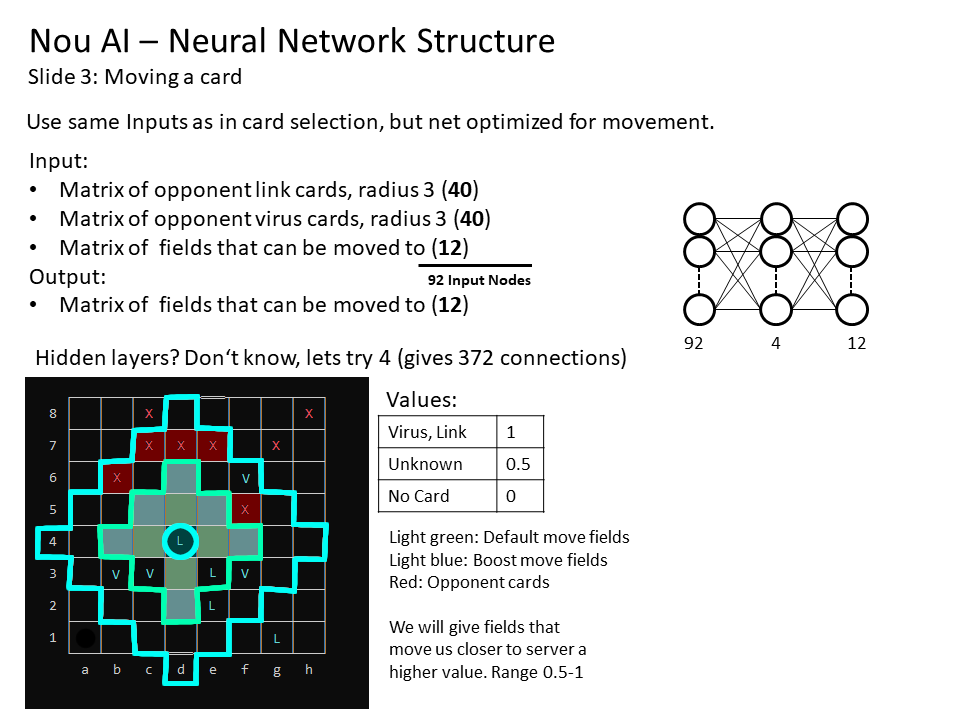 Nou AI – Neural Network Structure
Slide 3: Moving a card
Use same Inputs as in card selection, but net optimized for movement.
Input:
• Matrix of opponent link cards, radius 3 (40)
• Matrix of opponent virus cards, radius 3 (40)
• Matrix of fields that can be moved to (12)
92 Input Nodes
Output:
• Matrix of fields that can be moved to (12)
92 4 12
Hidden layers? Don‘t know, lets try 4 (gives 372 connections)
8 X X
7 X X X X
6 X V
5 X
4 L
3 V V L V
2 L
1 L
a b c d e f g h
Values:
Virus, Link 1
Unknown 0.5
No Card 0
Light green: Default move fields
Light blue: Boost move fields
Red: Opponent cards
We will give fields that
move us closer to server a
higher value. Range 0.5-1